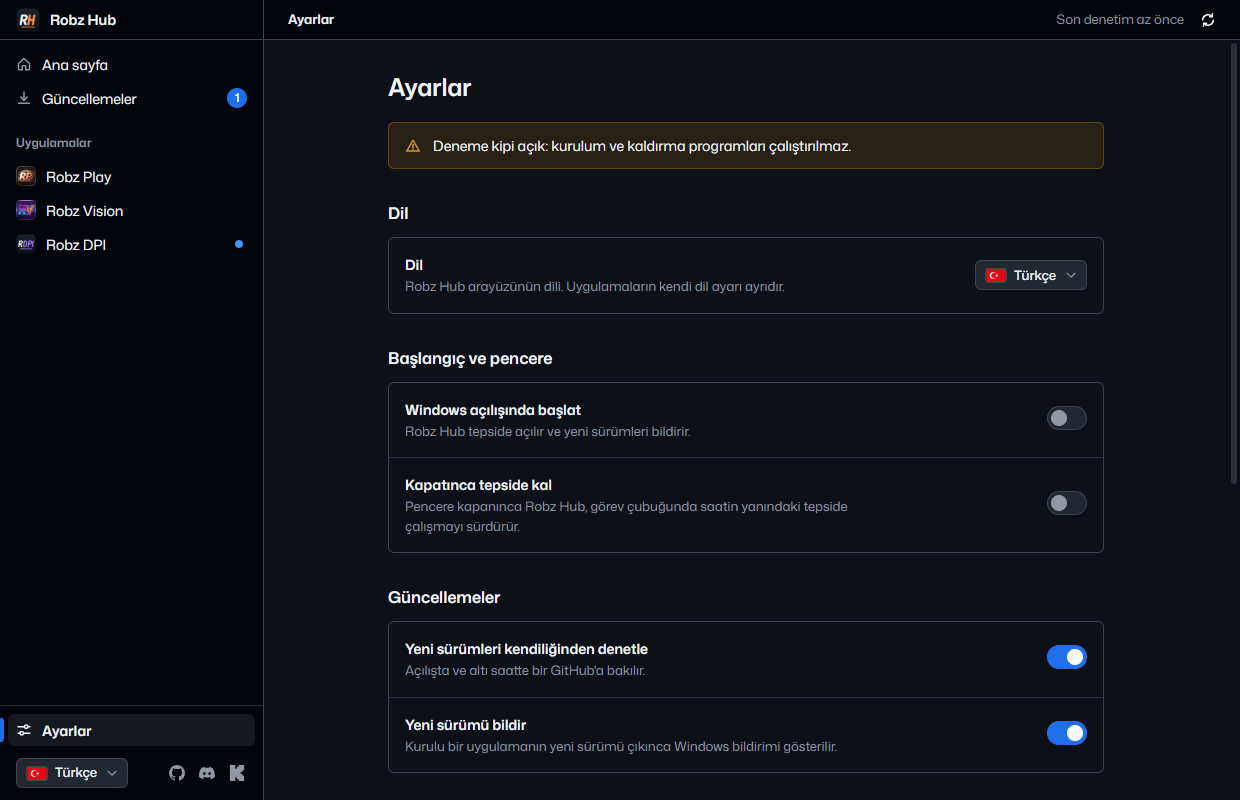 RH Robz Hub
Ayarlar
Son denetim az önce
Ana sayfa
Güncellemeler 1
Uygulamalar
RP Robz Play
RV Robz Vision
RDPI Robz DPI
Ayarlar
Türkçe
Ayarlar
Deneme kipi açık: kurulum ve kaldırma programları çalıştırılmaz.
Dil
Dil
Robz Hub arayüzünün dili. Uygulamaların kendi dil ayarı ayrıdır.
Türkçe
Başlangıç ve pencere
Windows açılışında başlat
Robz Hub tepside açılır ve yeni sürümleri bildirir.
Kapatınca tepside kal
Pencere kapanınca Robz Hub, görev çubuğunda saatin yanındaki tepside
çalışmayı sürdürür.
Güncellemeler
Yeni sürümleri kendiliğinden denetle
Açılışta ve altı saatte bir GitHub'a bakılır.
Yeni sürümü bildir
Kurulu bir uygulamanın yeni sürümü çıkınca Windows bildirimi gösterilir.